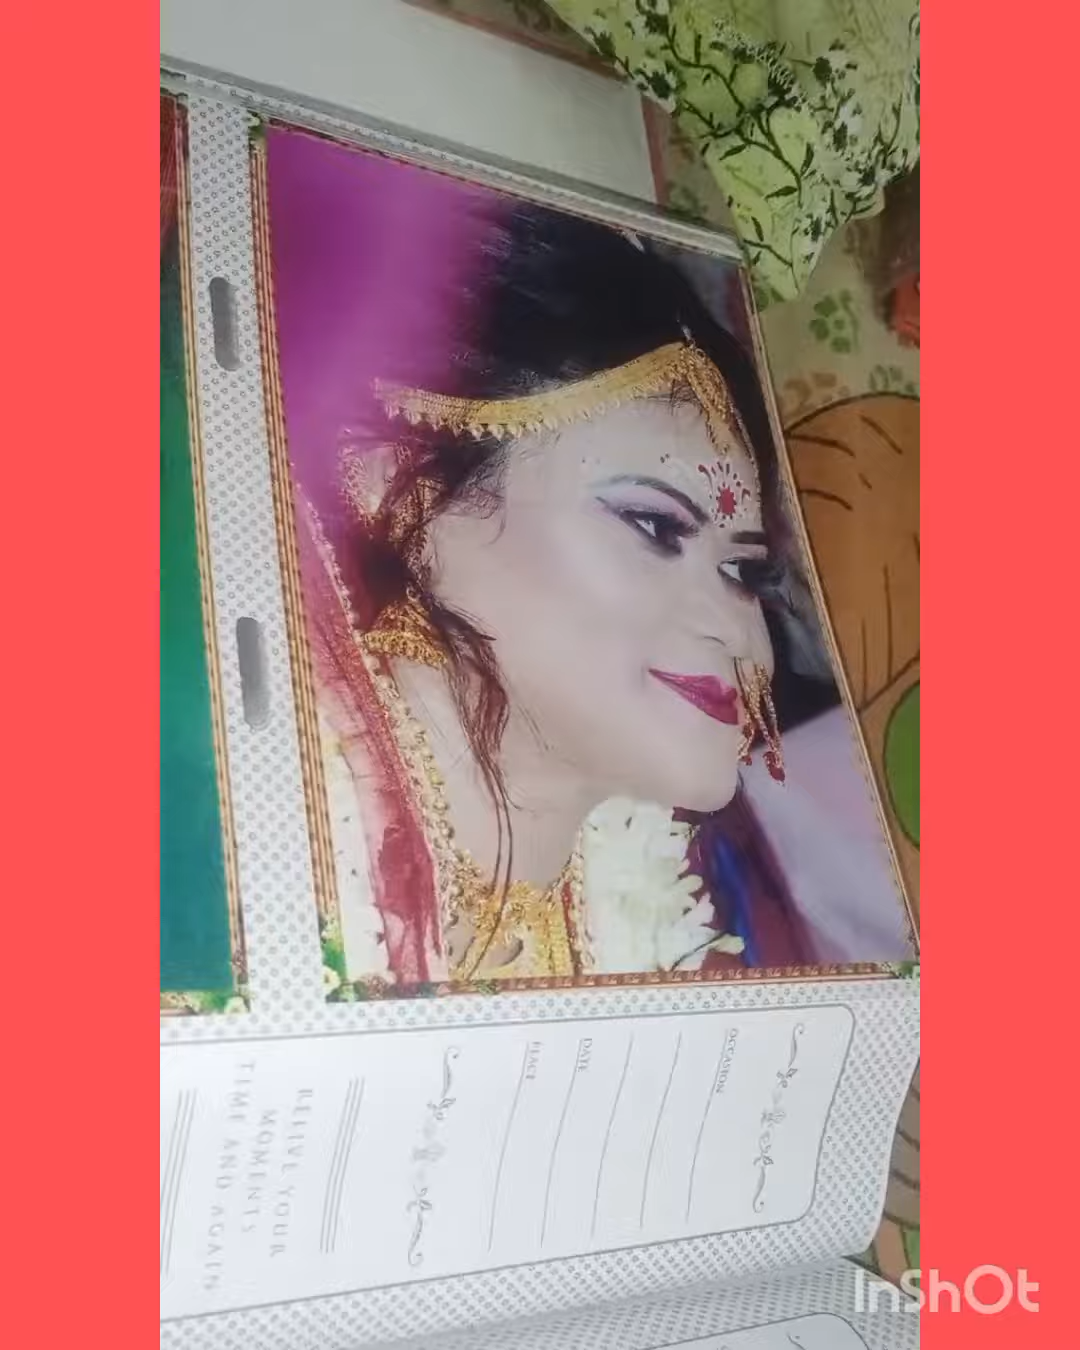 OCCASION
DATE
PLACE
RELIVE YOUR
MOMENTS
TIME AND AGAIN
InShOt